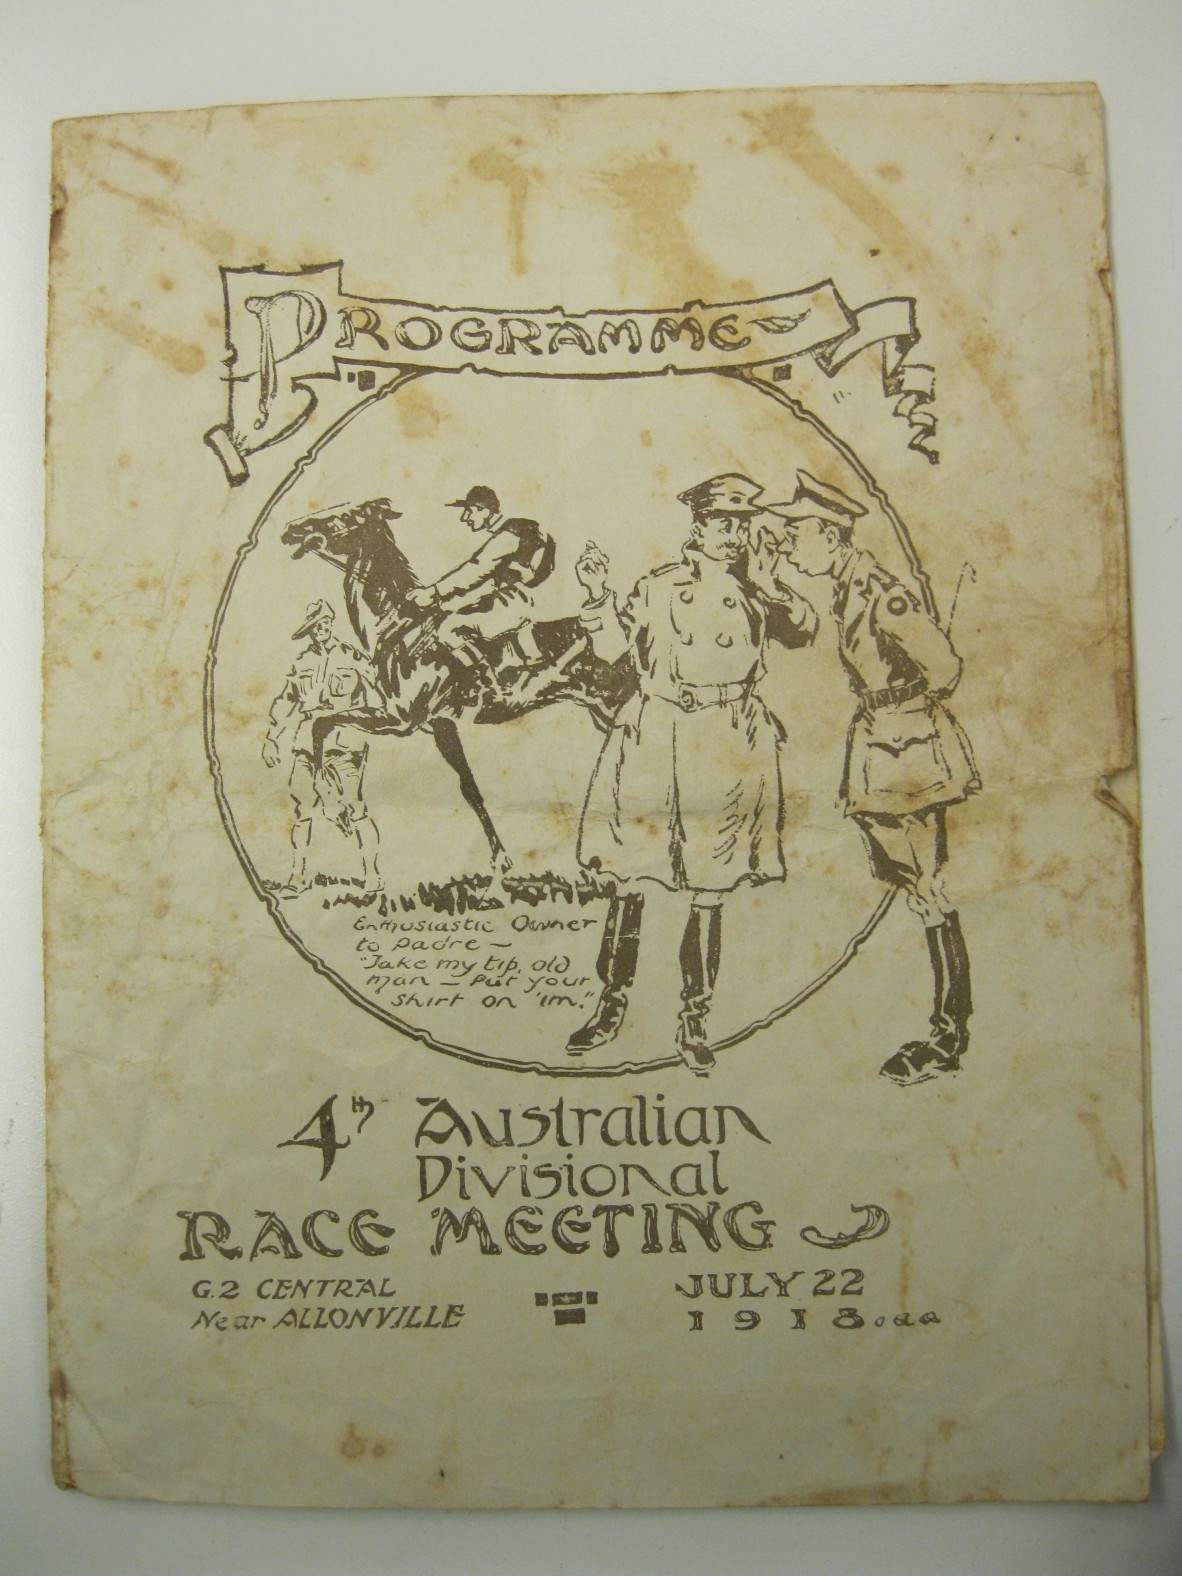 PROGRAMME
Enthusiastic Owner
to Padre —
"Take my tip, old
man — Put your
shirt on 'im."
4th Australian
Divisional
RACE MEETING
G.2 CENTRAL
Near ALLONVILLE
JULY 22
1918